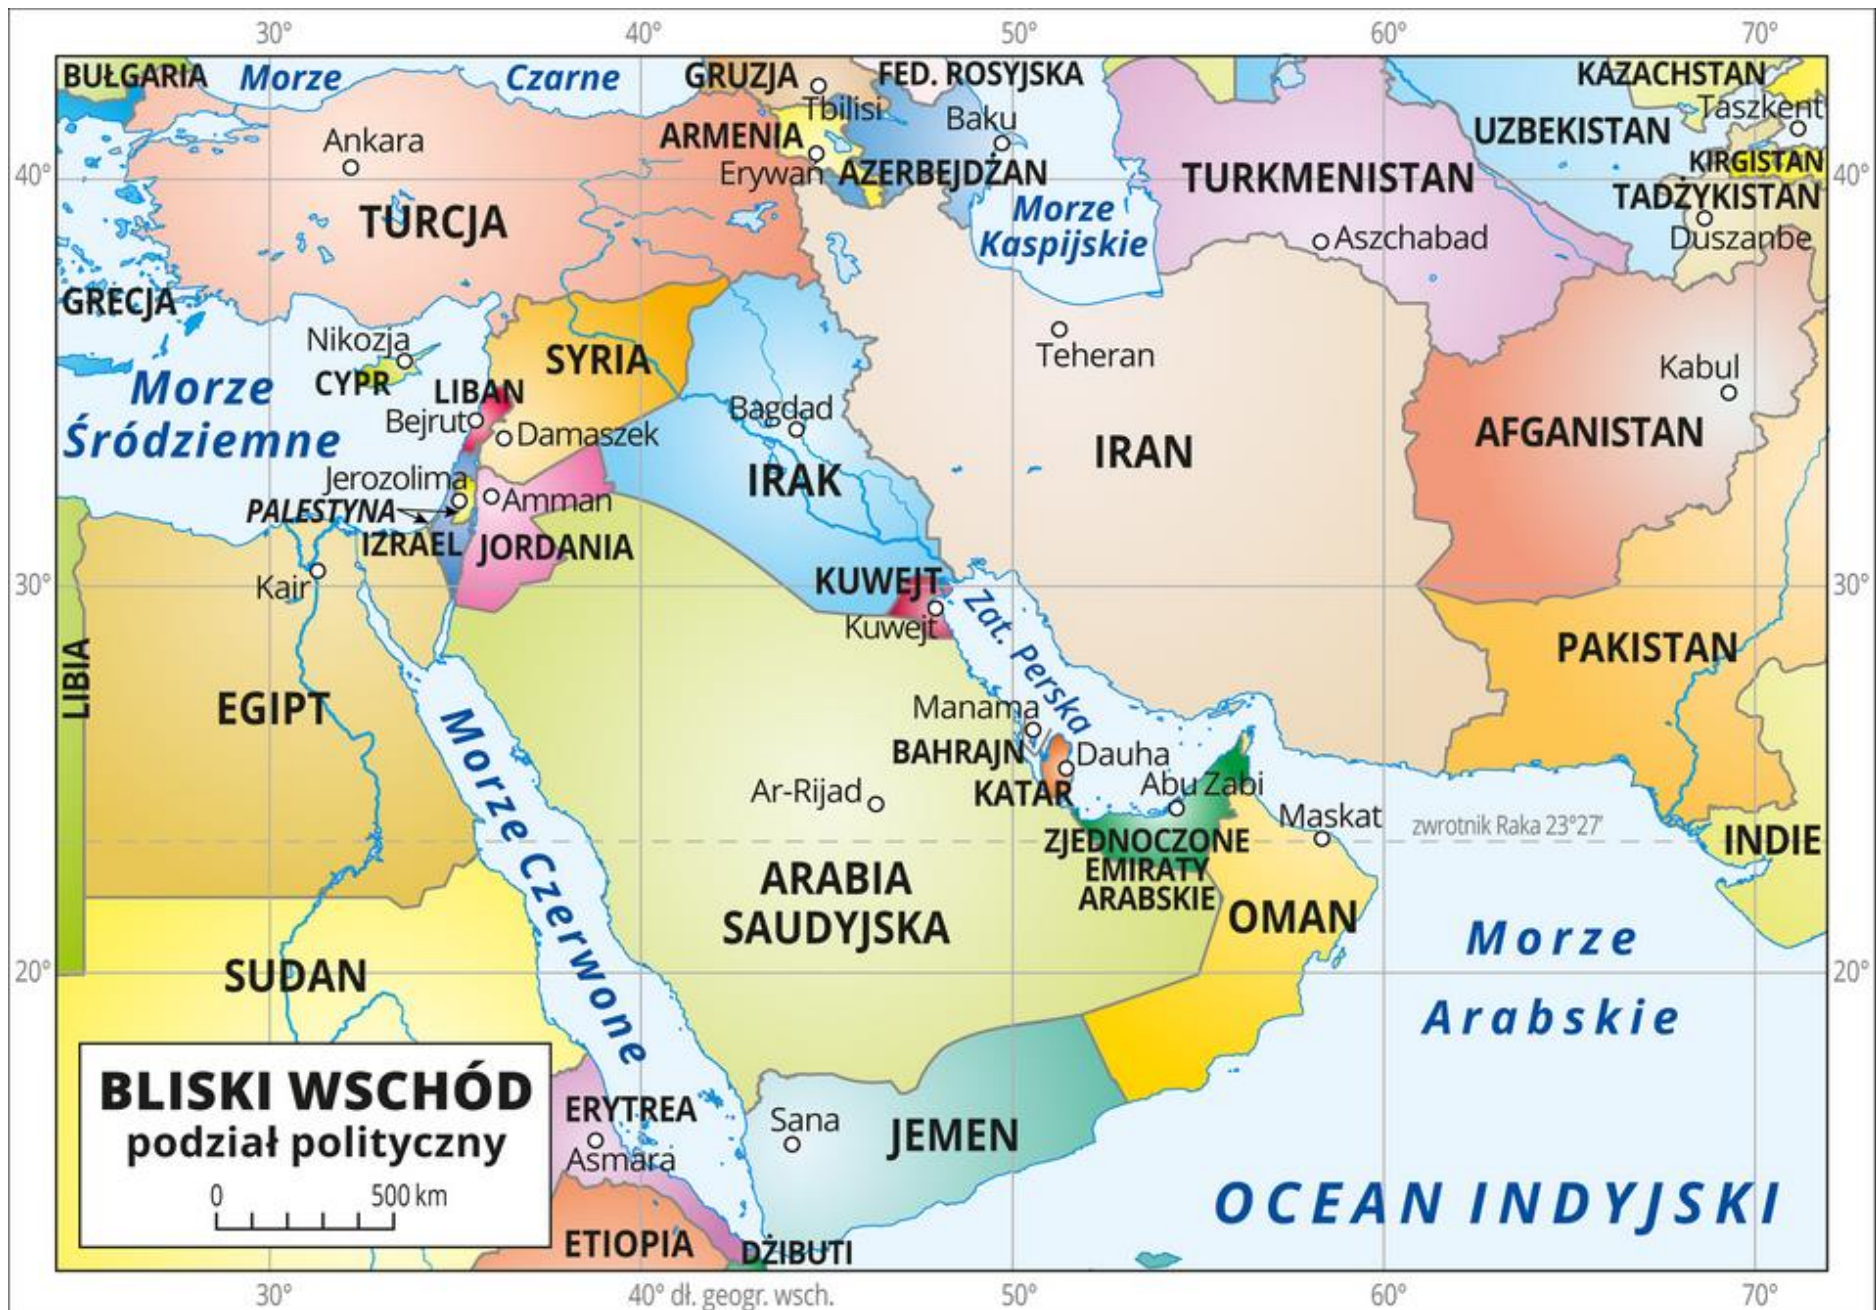 30°
40°
50°
60°
70°
BUŁGARIA
Morze
Czarne
GRUZJA
Tbilisi
FED. ROSYJSKA
Baku
KAZACHSTAN
Taszkent
Ankara
ARMENIA
Erywań
AZERBEJDŻAN
UZBEKISTAN
KIRGISTAN
40°
40°
TURKMENISTAN
TADŻYKISTAN
Duszanbe
TURCJA
Morze
Kaspijskie
Aszchabad
GRECJA
Nikozja
CYPR
SYRIA
Teheran
Kabul
Morze
Śródziemne
LIBAN
Bejrut
Damaszek
Bagdad
IRAN
AFGANISTAN
Jerozolima
PALESTYNA
Amman
IRAK
IZRAEL
JORDANIA
Kair
30°
30°
KUWEJT
Kuwejt
Zat. Perska
PAKISTAN
LIBIA
EGIPT
Morze Czerwone
Manama
BAHRAJN
Dauha
KATAR
Abu Zabi
Ar-Rijad
Maskat
zwrotnik Raka 23°27'
ZJEDNOCZONE
EMIRATY
ARABSKIE
INDIE
ARABIA
SAUDYJSKA
OMAN
Morze
Arabskie
SUDAN
20°
20°
BLISKI WSCHÓD
podział polityczny
0
500 km
ERYTREA
Asmara
Sana
JEMEN
OCEAN INDYJSKI
ETIOPIA
DŻIBUTI
30°
40° dł. geogr. wsch.
50°
60°
70°